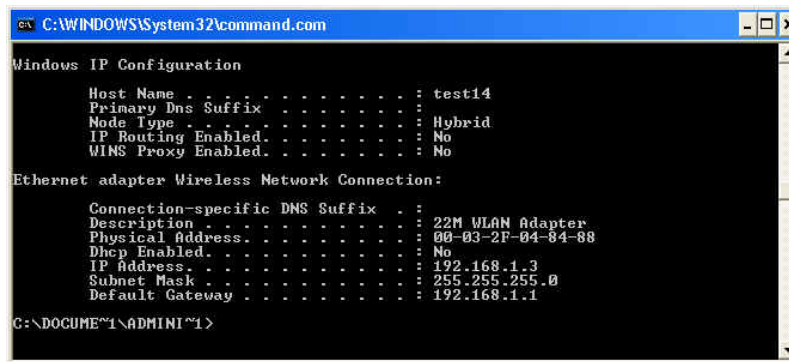 C:\WINDOWS\System32\command.com
Windows IP Configuration
Host Name . . . . . . . . . . . . : test14
Primary Dns Suffix  . . . . . . . :
Node Type . . . . . . . . . . . . : Hybrid
IP Routing Enabled. . . . . . . . : No
WINS Proxy Enabled. . . . . . . . : No
Ethernet adapter Wireless Network Connection:
Connection-specific DNS Suffix  . :
Description . . . . . . . . . . . : 22M WLAN Adapter
Physical Address. . . . . . . . . : 00-03-2F-04-84-88
Dhcp Enabled. . . . . . . . . . . : No
IP Address. . . . . . . . . . . . : 192.168.1.3
Subnet Mask . . . . . . . . . . . : 255.255.255.0
Default Gateway . . . . . . . . . : 192.168.1.1
C:\DOCUME~1\ADMINI~1>